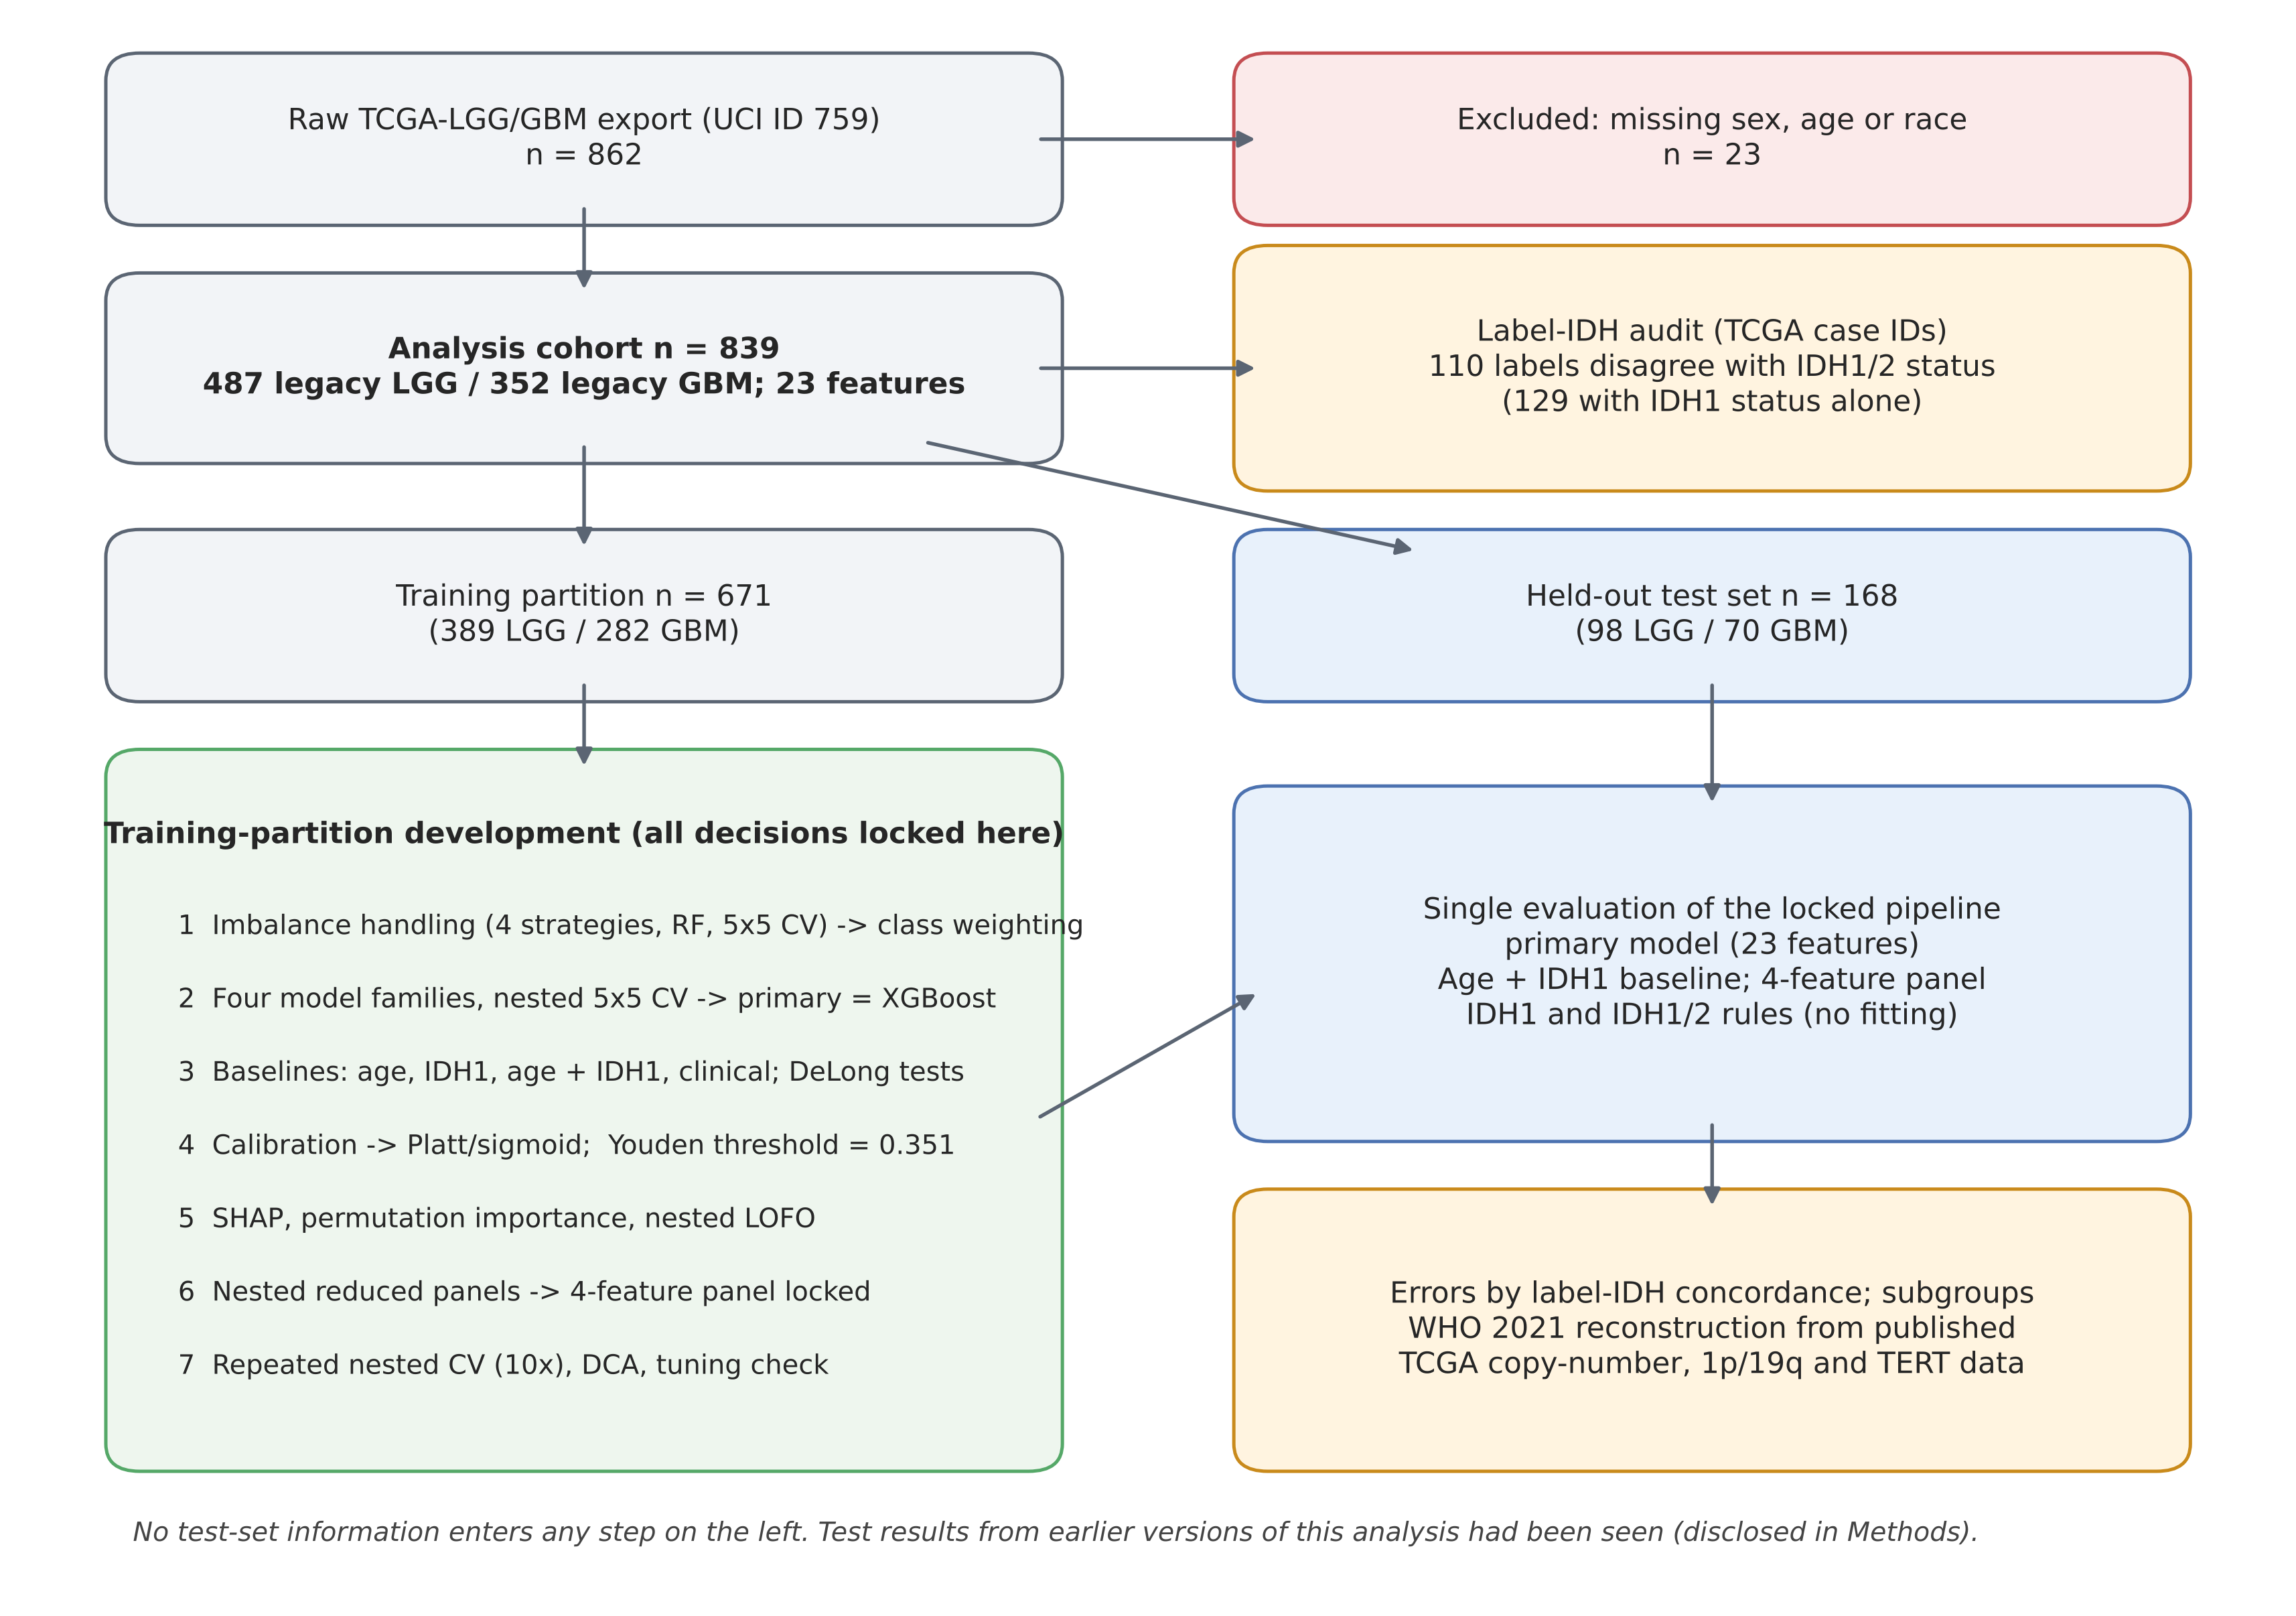 Raw TCGA-LGG/GBM export (UCI ID 759)
n = 862
Excluded: missing sex, age or race
n = 23
Analysis cohort n = 839
487 legacy LGG / 352 legacy GBM; 23 features
Label-IDH audit (TCGA case IDs)
110 labels disagree with IDH1/2 status
(129 with IDH1 status alone)
Training partition n = 671
(389 LGG / 282 GBM)
Held-out test set n = 168
(98 LGG / 70 GBM)
Training-partition development (all decisions locked here)
1 Imbalance handling (4 strategies, RF, 5x5 CV) -> class weighting
2 Four model families, nested 5x5 CV -> primary = XGBoost
3 Baselines: age, IDH1, age + IDH1, clinical; DeLong tests
4 Calibration -> Platt/sigmoid; Youden threshold = 0.351
5 SHAP, permutation importance, nested LOFO
6 Nested reduced panels -> 4-feature panel locked
7 Repeated nested CV (10x), DCA, tuning check
Single evaluation of the locked pipeline
primary model (23 features)
Age + IDH1 baseline; 4-feature panel
IDH1 and IDH1/2 rules (no fitting)
Errors by label-IDH concordance; subgroups
WHO 2021 reconstruction from published
TCGA copy-number, 1p/19q and TERT data
No test-set information enters any step on the left. Test results from earlier versions of this analysis had been seen (disclosed in Methods).